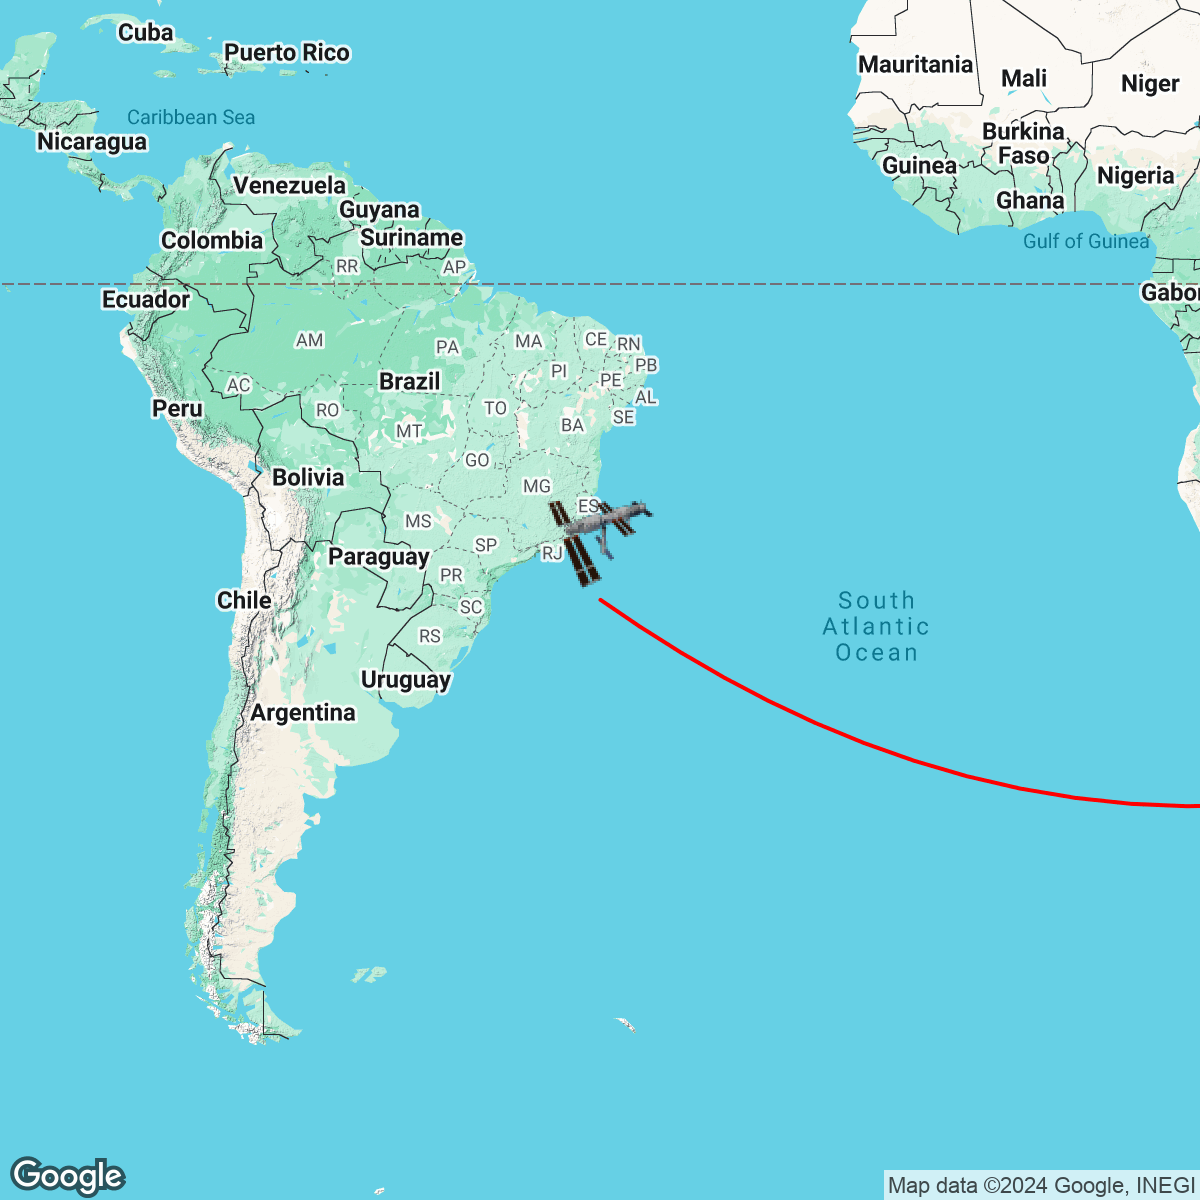 Cuba
Puerto Rico
Mauritania
Mali
Niger
Caribbean Sea
Nicaragua
Burkina
Faso
Guinea
Nigeria
Venezuela
Ghana
Guyana
Colombia
Suriname
Gulf of Guinea
RR
AP
Ecuador
Gabon
AM
PA
MA
CE
RN
PI
PB
AC
Brazil
PE
AL
Peru
RO
TO
SE
MT
BA
GO
Bolivia
MG
ES
MS
SP
RJ
Paraguay
PR
Chile
SC
South
Atlantic
Ocean
RS
Uruguay
Argentina
Google
Map data ©2024 Google, INEGI